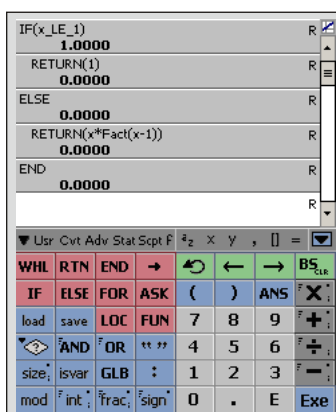 IF(x_LE_1) R
1.0000
RETURN(1) R
0.0000
ELSE R
0.0000
RETURN(x*Fact(x-1)) R
0.0000
END R
0.0000
R
Usr Cvt Adv Stat Scpt F az x y , [] =
WHL RTN END → ← → BS CLR
IF ELSE FOR ASK ( ) ANS F X
load save LOC FUN 7 8 9 F +
F AND F OR “ ” 4 5 6 F ÷
size; isvar GLB : 1 2 3 F −
mod F int ; F frac; F sign 0 . E Exe